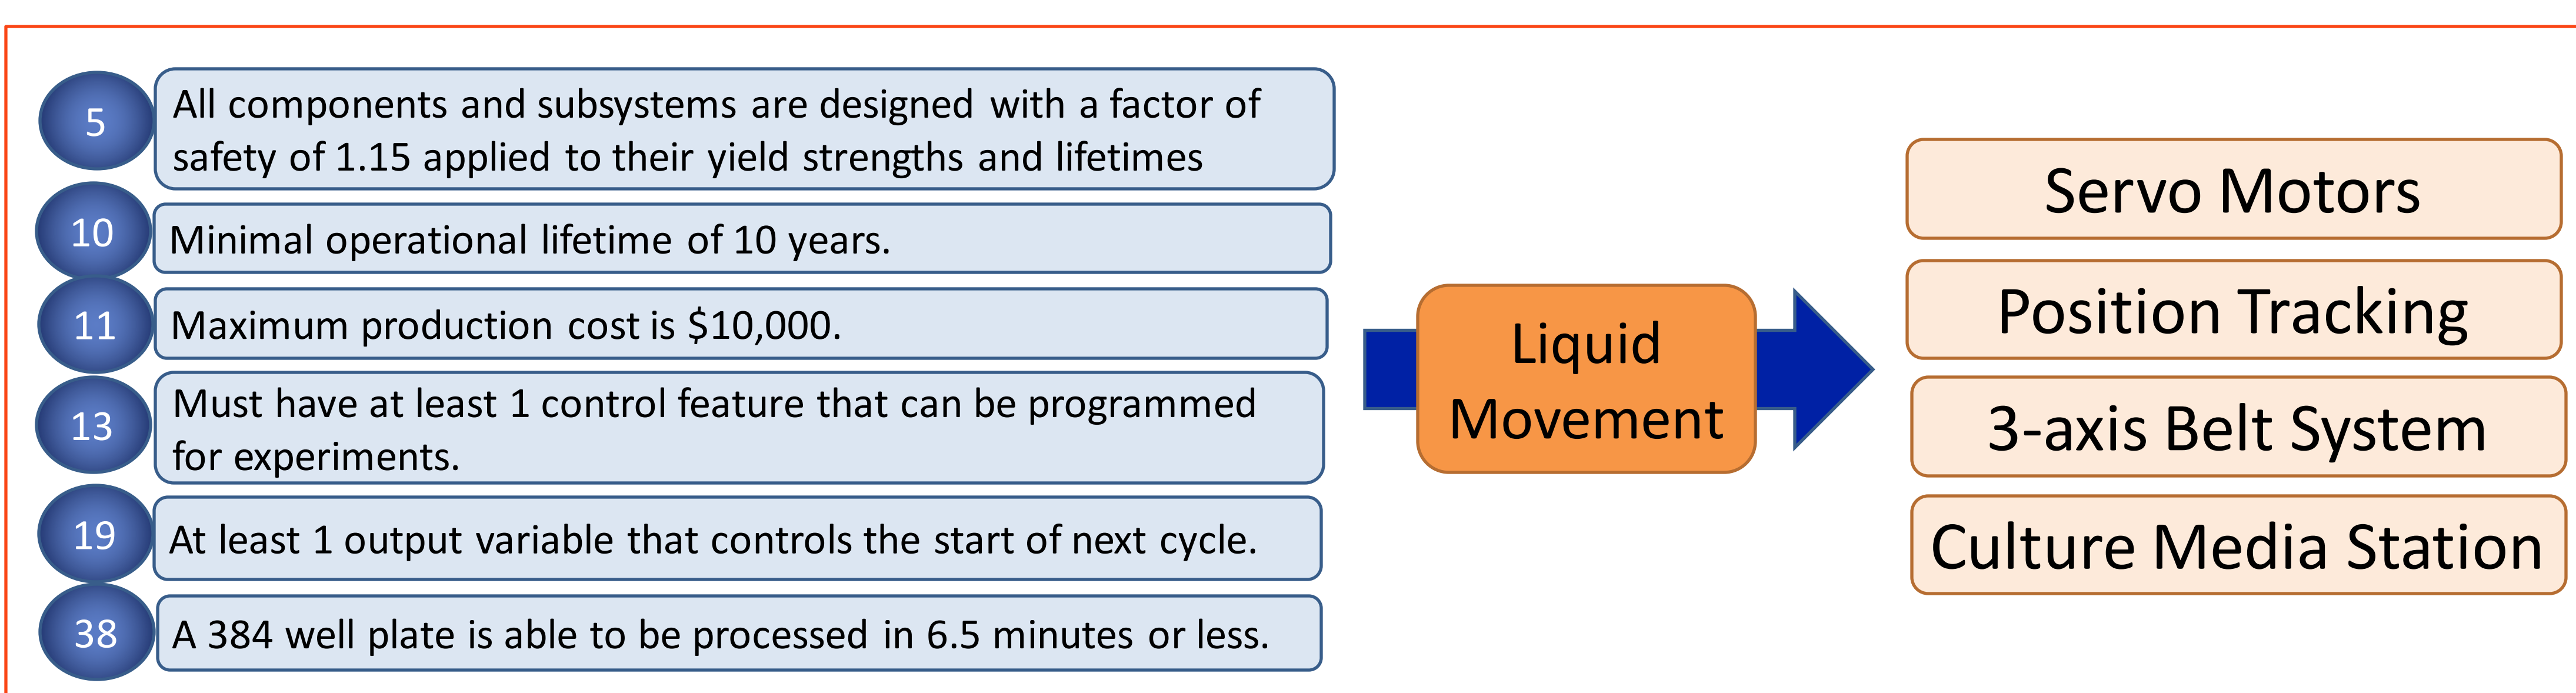 5
All components and subsystems are designed with a factor of
safety of 1.15 applied to their yield strengths and lifetimes
10
Minimal operational lifetime of 10 years.
11
Maximum production cost is $10,000.
13
Must have at least 1 control feature that can be programmed
for experiments.
19
At least 1 output variable that controls the start of next cycle.
38
A 384 well plate is able to be processed in 6.5 minutes or less.
Liquid
Movement
Servo Motors
Position Tracking
3-axis Belt System
Culture Media Station